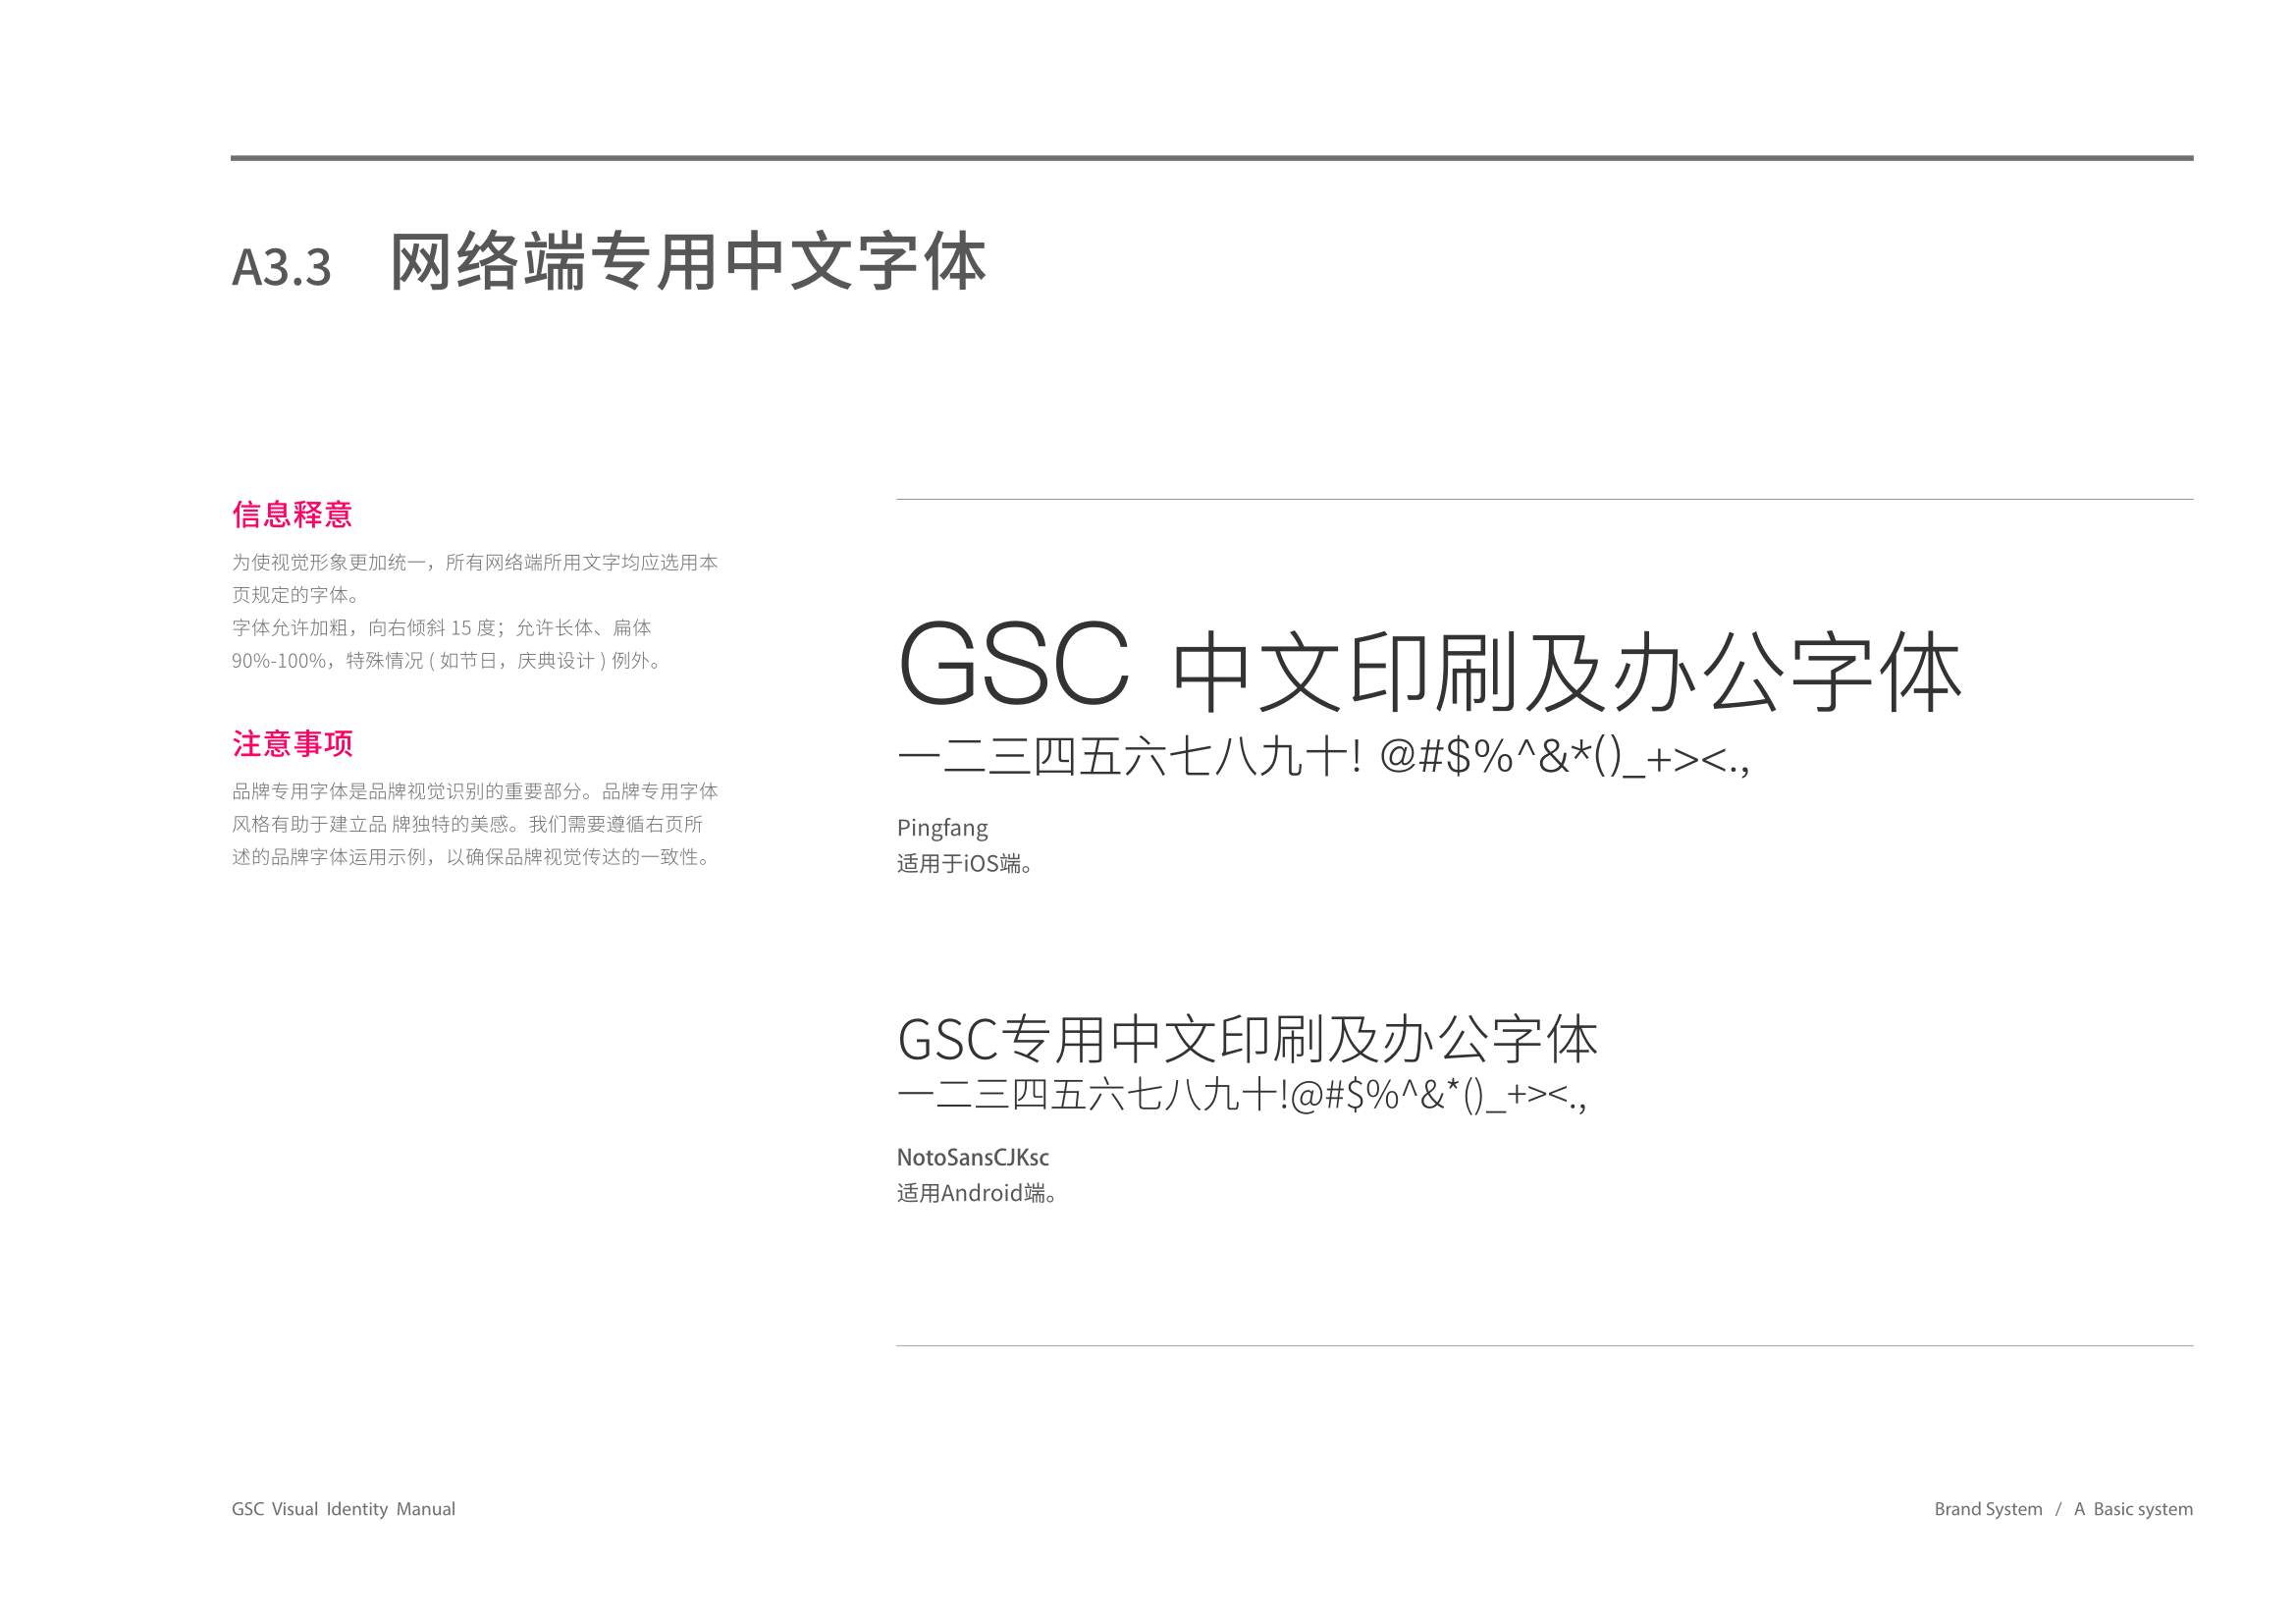 A3.3 网络端专用中文字体
信息释意
为使视觉形象更加统一，所有网络端所用文字均应选用本
页规定的字体。
字体允许加粗，向右倾斜 15 度；允许长体、扁体
90%-100%，特殊情况 ( 如节日，庆典设计 ) 例外。
注意事项
品牌专用字体是品牌视觉识别的重要部分。品牌专用字体
风格有助于建立品 牌独特的美感。我们需要遵循右页所
述的品牌字体运用示例，以确保品牌视觉传达的一致性。
GSC 中文印刷及办公字体
一二三四五六七八九十！@#$%^&*()_+><.,
Pingfang
适用于iOS端。
GSC专用中文印刷及办公字体
一二三四五六七八九十!@#$%^&*()_+><.,
NotoSansCJKsc
适用Android端。
GSC Visual Identity Manual
Brand System / A Basic system